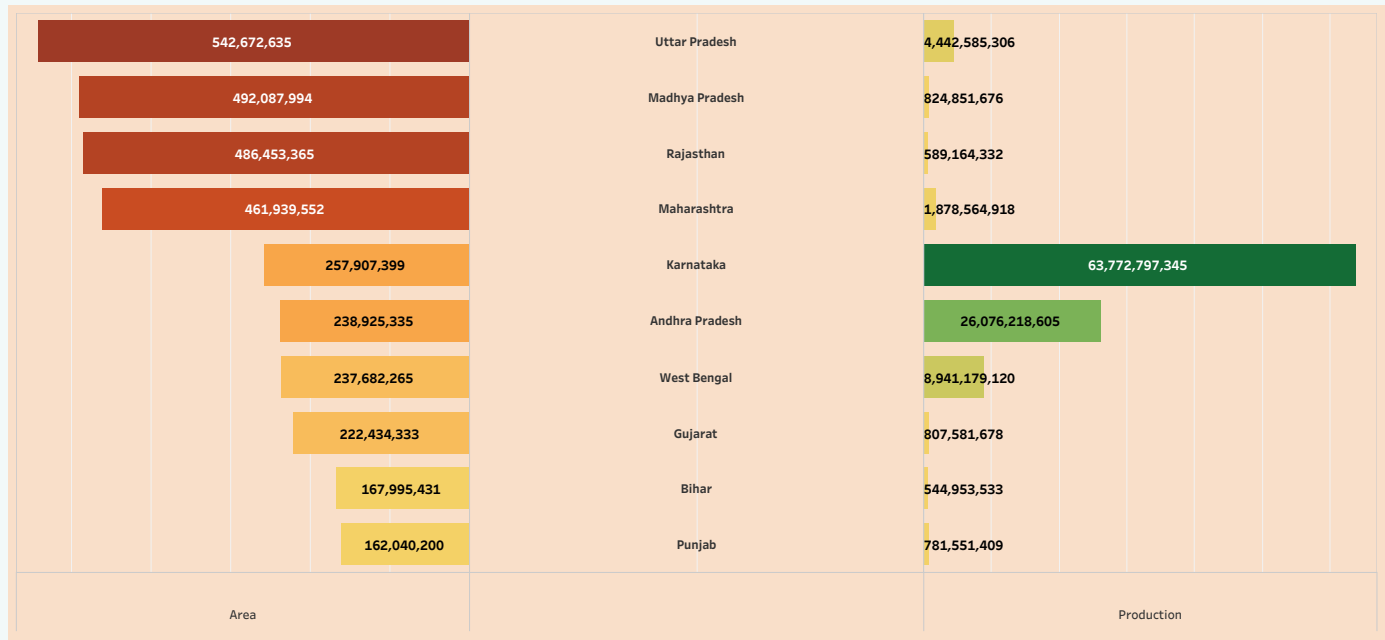 542,672,635 Uttar Pradesh 4,442,585,306
492,087,994 Madhya Pradesh 824,851,676
486,453,365 Rajasthan 589,164,332
461,939,552 Maharashtra 1,878,564,918
257,907,399 Karnataka 63,772,797,345
238,925,335 Andhra Pradesh 26,076,218,605
237,682,265 West Bengal 8,941,179,120
222,434,333 Gujarat 807,581,678
167,995,431 Bihar 544,953,533
162,040,200 Punjab 781,551,409
Area Production